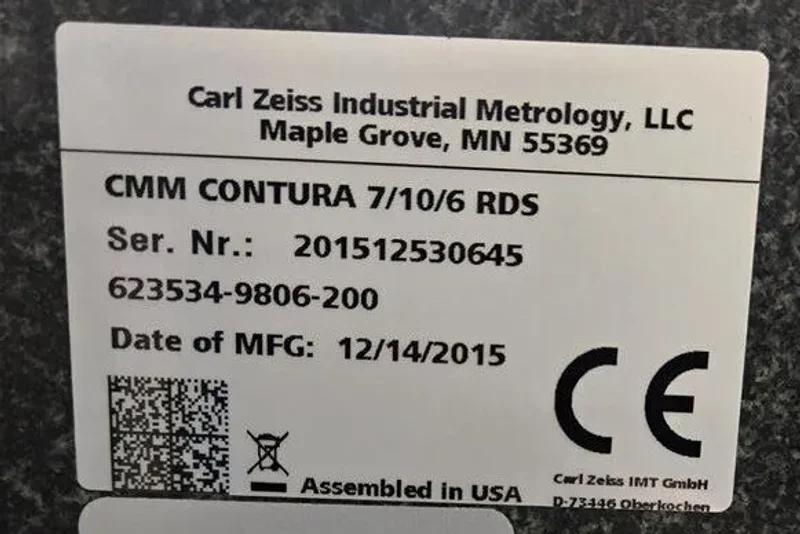 Carl Zeiss Industrial Metrology, LLC
Maple Grove, MN 55369
CMM CONTURA 7/10/6 RDS
Ser. Nr.: 201512530645
623534-9806-200
Date of MFG: 12/14/2015
CE
Assembled in USA
Carl Zeiss IMT GmbH
D-73446 Oberkochen